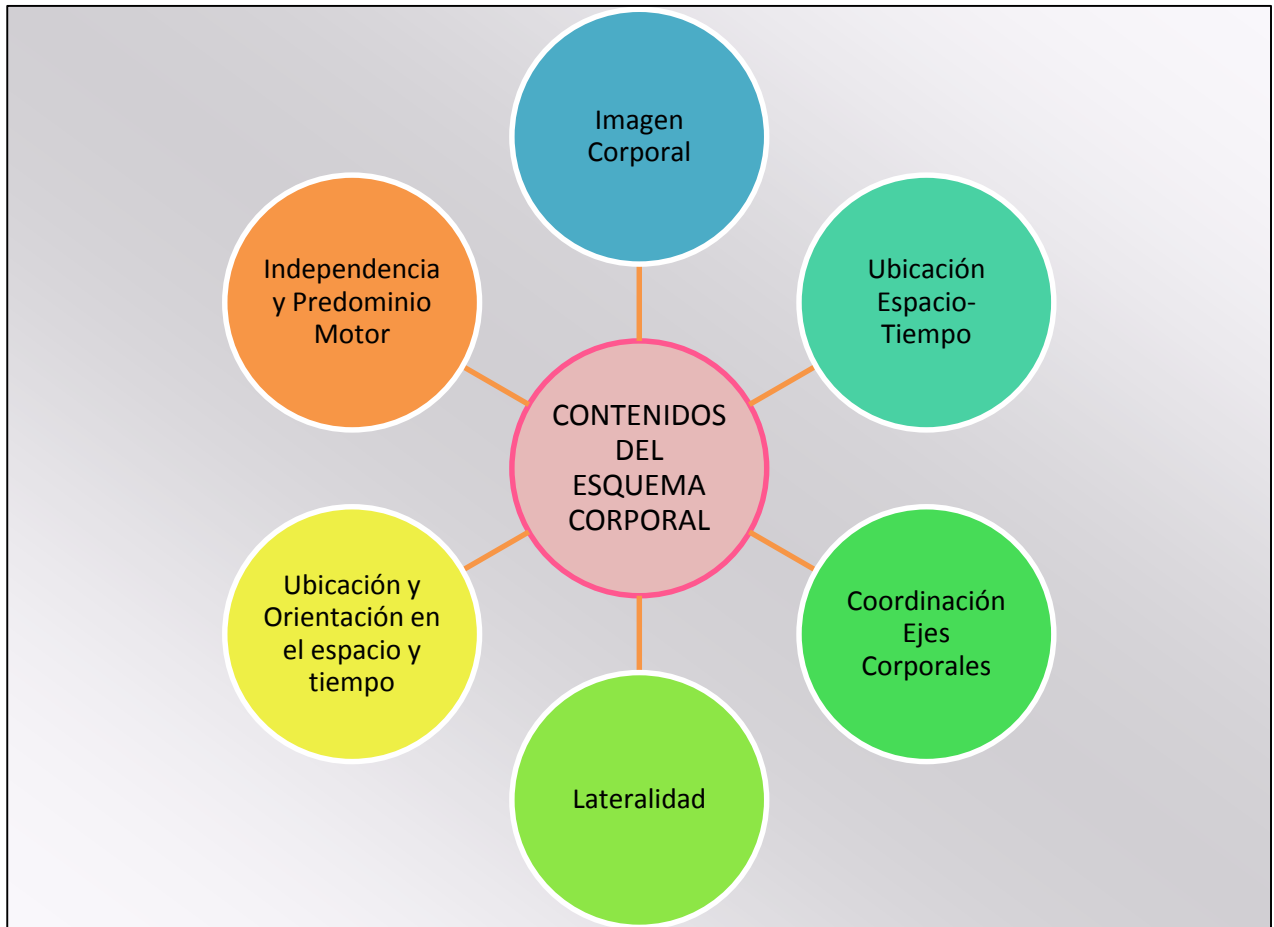 Imagen
Corporal
Independencia
y Predominio
Motor
Ubicación
Espacio-
Tiempo
CONTENIDOS
DEL
ESQUEMA
CORPORAL
Ubicación y
Orientación en
el espacio y
tiempo
Coordinación
Ejes
Corporales
Lateralidad